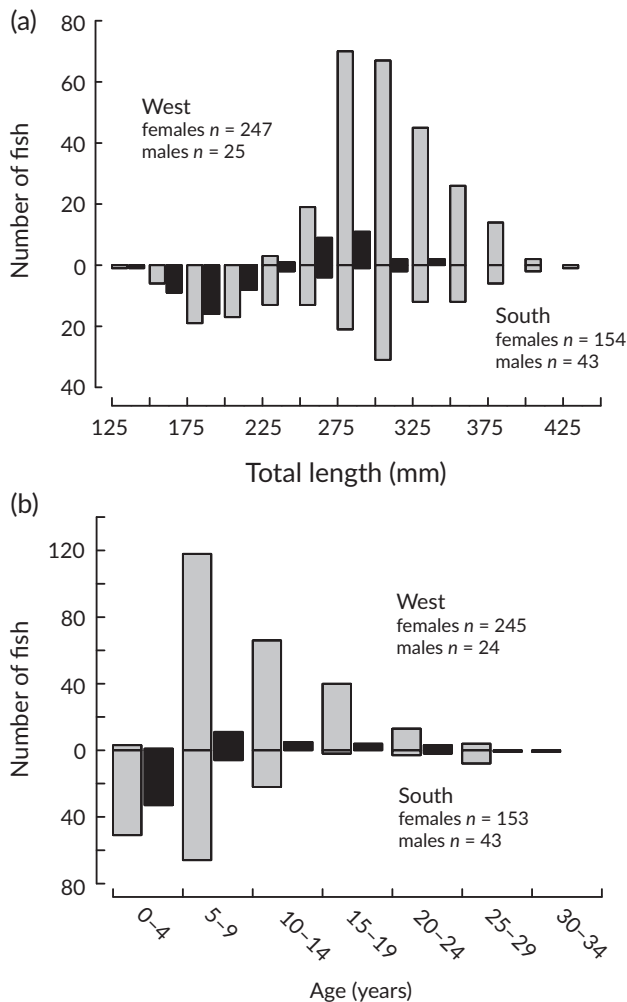 (a)
80
60
40
20
0
20
40
Number of fish
West
females n = 247
males n = 25
South
females n = 154
males n = 43
125 175 225 275 325 375 425
Total length (mm)
(b)
120
80
40
0
40
80
Number of fish
West
females n = 245
males n = 24
South
females n = 153
males n = 43
0–4 5–9 10–14 15–19 20–24 25–29 30–34
Age (years)